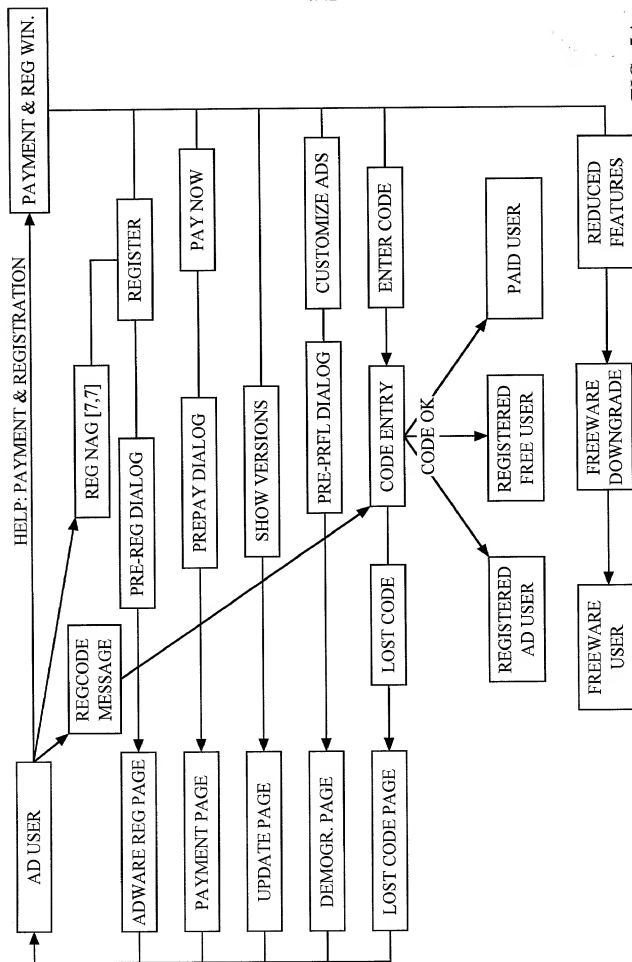 AD USER
HELP: PAYMENT & REGISTRATION
PAYMENT & REG WIN.
REG NAG [7,7]
REGCODE
MESSAGE
ADWARE REG PAGE
PRE-REG DIALOG
REGISTER
PAYMENT PAGE
PREPAY DIALOG
PAY NOW
UPDATE PAGE
SHOW VERSIONS
DEMOGR. PAGE
PRE-PRFL DIALOG
CUSTOMIZE ADS
LOST CODE PAGE
LOST CODE
CODE ENTRY
ENTER CODE
CODE OK
REGISTERED
AD USER
REGISTERED
FREE USER
PAID USER
FREEWARE
USER
FREEWARE
DOWNGRADE
REDUCED
FEATURES